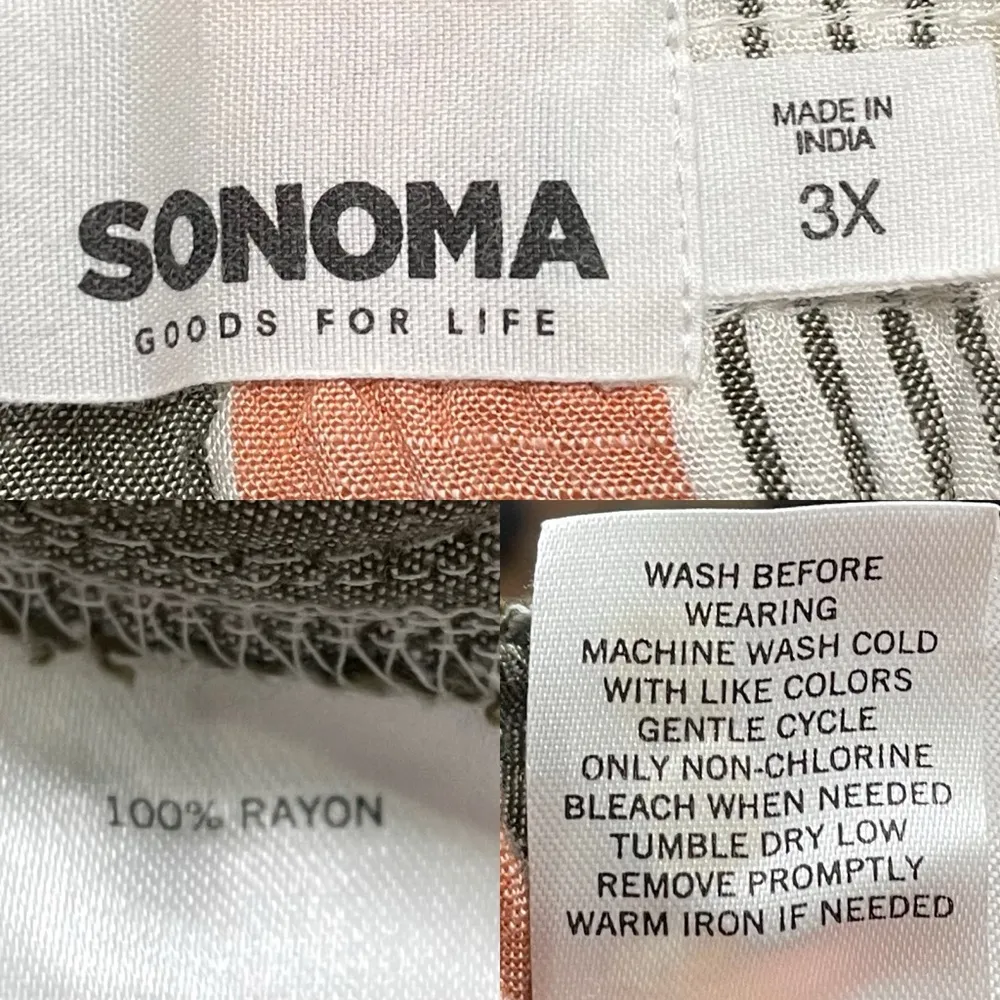 SONOMA
GOODS FOR LIFE
MADE IN
INDIA
3X
100% RAYON
WASH BEFORE
WEARING
MACHINE WASH COLD
WITH LIKE COLORS
GENTLE CYCLE
ONLY NON-CHLORINE
BLEACH WHEN NEEDED
TUMBLE DRY LOW
REMOVE PROMPTLY
WARM IRON IF NEEDED